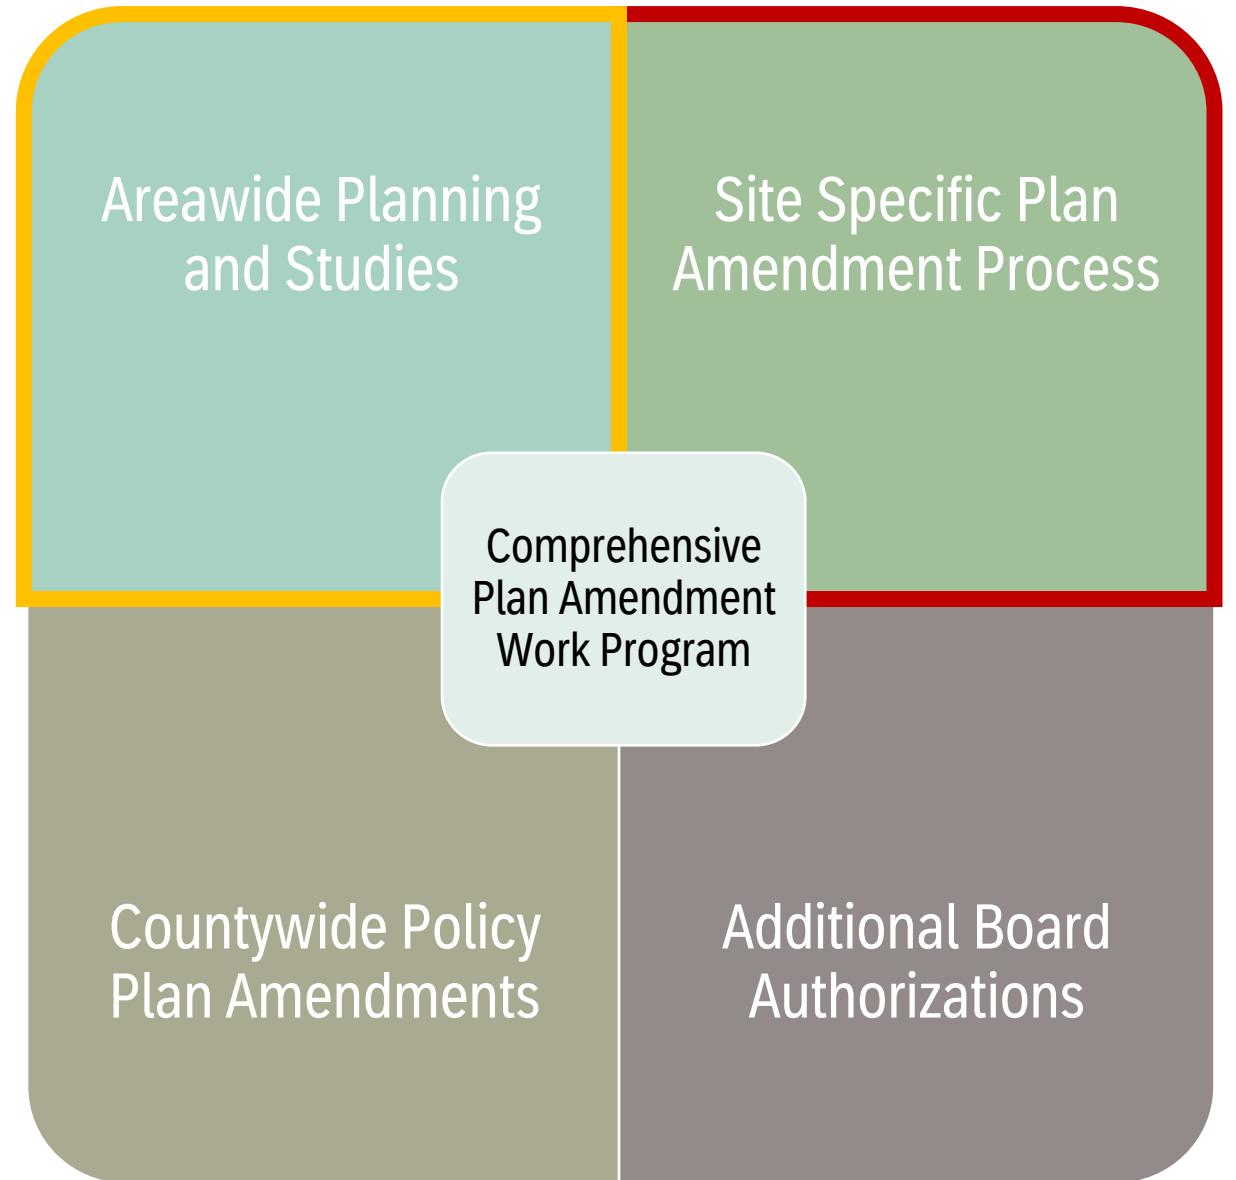 Areawide Planning
and Studies
Site Specific Plan
Amendment Process
Comprehensive
Plan Amendment
Work Program
Countywide Policy
Plan Amendments
Additional Board
Authorizations